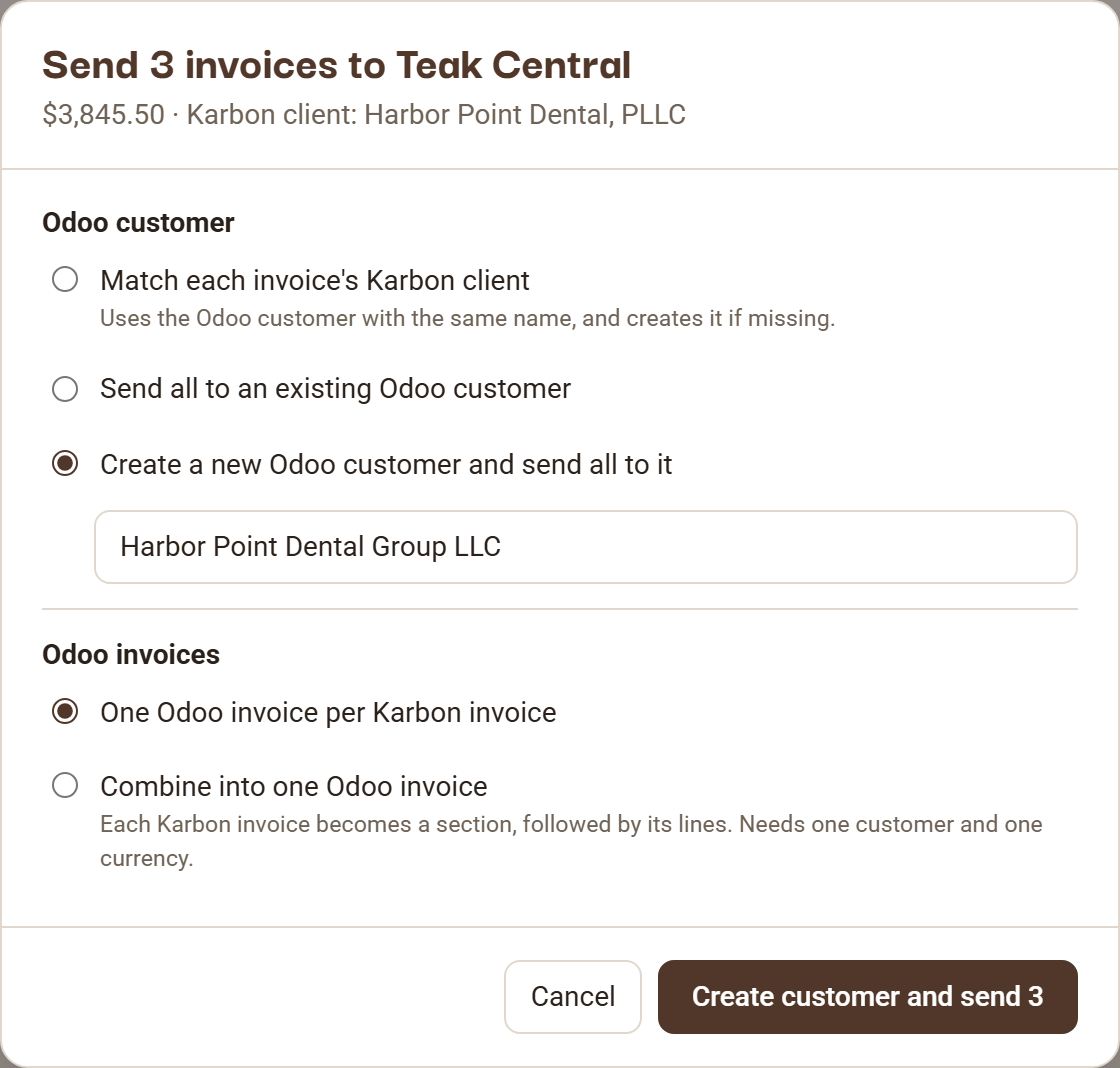 Send 3 invoices to Teak Central
$3,845.50 · Karbon client: Harbor Point Dental, PLLC
Odoo customer
Match each invoice's Karbon client
Uses the Odoo customer with the same name, and creates it if missing.
Send all to an existing Odoo customer
Create a new Odoo customer and send all to it
Harbor Point Dental Group LLC
Odoo invoices
One Odoo invoice per Karbon invoice
Combine into one Odoo invoice
Each Karbon invoice becomes a section, followed by its lines. Needs one customer and one
currency.
Cancel
Create customer and send 3